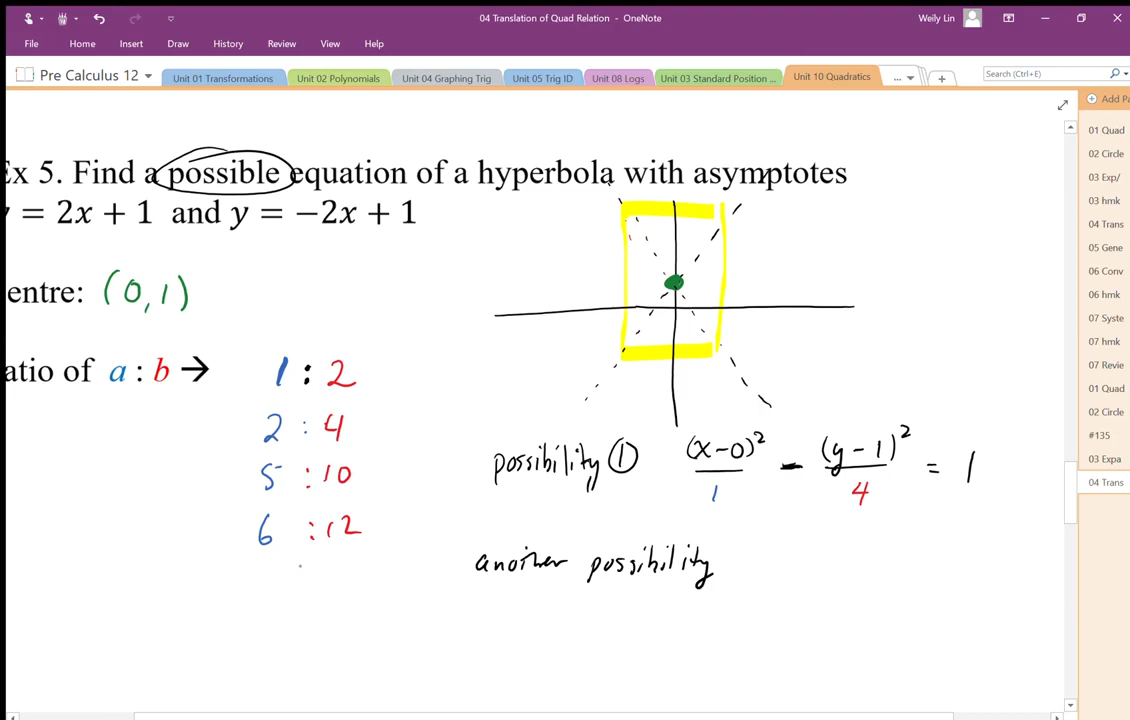 04 Translation of Quad Relation - OneNote
Weily Lin
File Home Insert Draw History Review View Help
Pre Calculus 12
Unit 01 Transformations
Unit 02 Polynomials
Unit 04 Graphing Trig
Unit 05 Trig ID
Unit 08 Logs
Unit 03 Standard Position ...
Unit 10 Quadratics
...
Search (Ctrl+E)
Add Pa
01 Quad
02 Circle
03 Exp/
03 hmk
04 Trans
05 Gene
06 Conv
06 hmk
07 Syste
07 hmk
07 Revie
01 Quad
02 Circle
#135
03 Expa
04 Trans
Ex 5. Find a possible equation of a hyperbola with asymptotes
y = 2x + 1 and y = −2x + 1
entre: (0,1)
atio of a : b → 1 : 2
2 : 4
5 : 10
6 : 12
possibility ① (x-0)²/1 - (y-1)²/4 = 1
another possibility